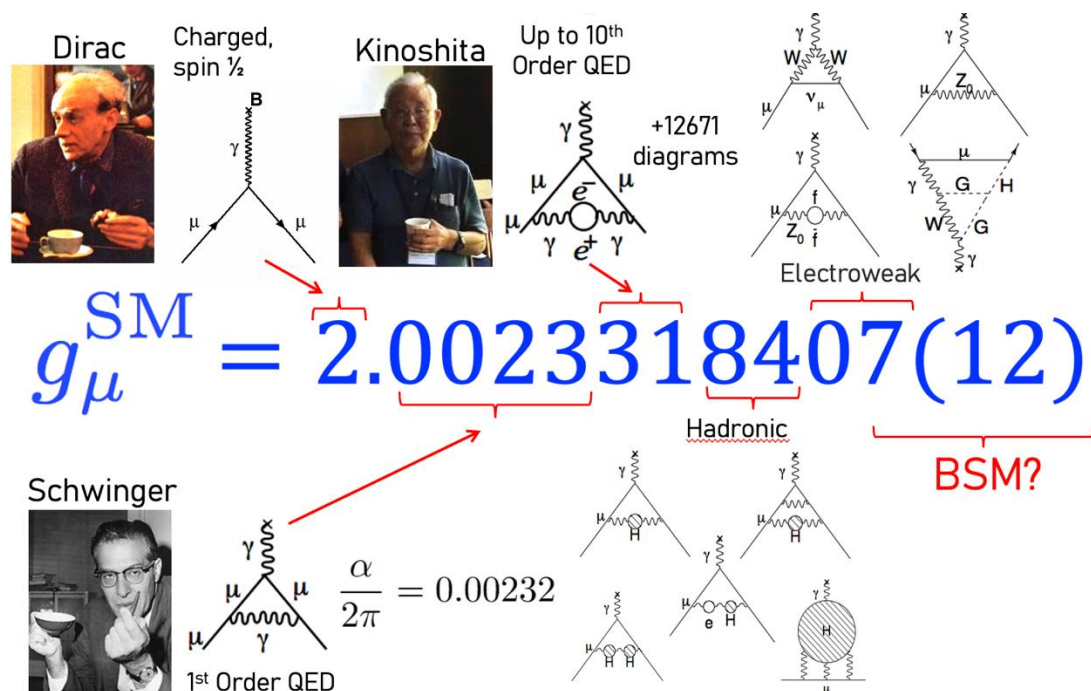 Dirac
Charged,
spin ½
B
γ
μ μ
Kinoshita
Up to 10th
Order QED
+12671
diagrams
γ
μ μ
e-
μ
e+
γ γ
γ
W W
μ
ν_μ
γ
μ
Z0
γ
f
μ
Z0
f̄
μ
γ
G
H
W
G
γ
Electroweak
g_μ^SM = 2.0023318407(12)
Hadronic
BSM?
Schwinger
γ
μ μ
μ
γ
1st Order QED
α/2π = 0.00232
γ
μ
H
γ
μ
H
γ
μ
e
H
γ
μ
H H
γ
H
μ